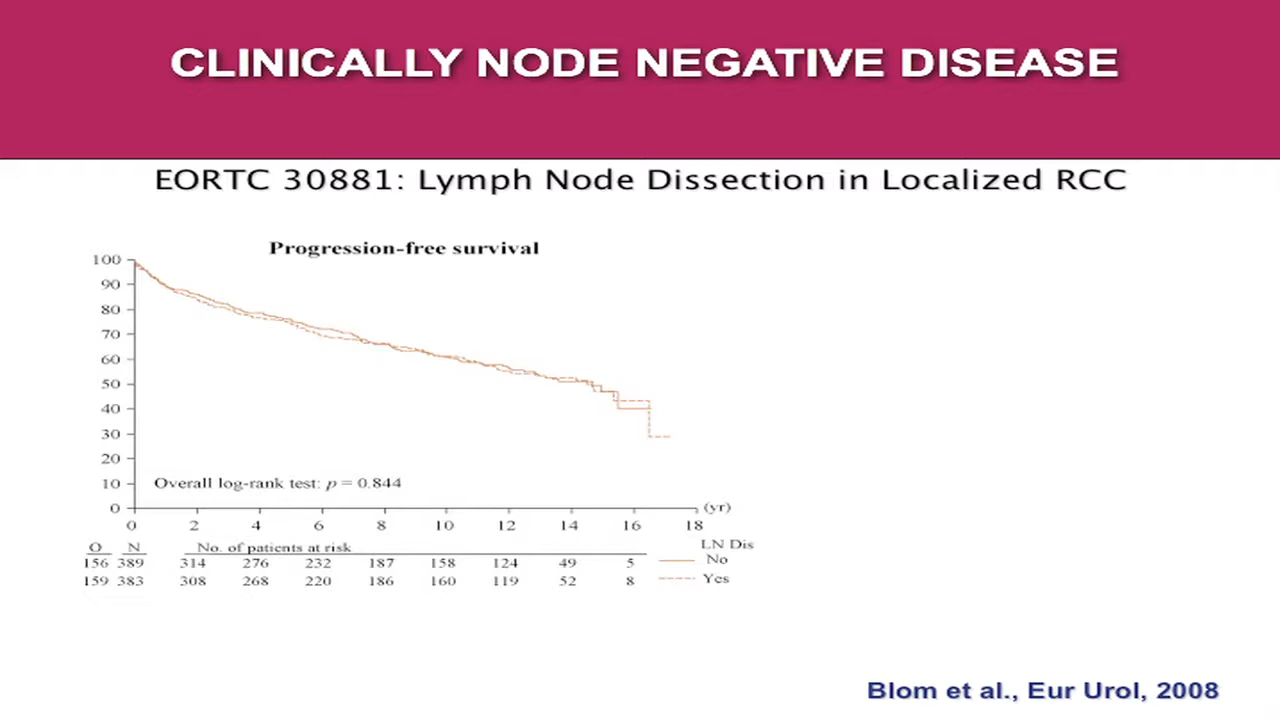 CLINICALLY NODE NEGATIVE DISEASE
EORTC 30881: Lymph Node Dissection in Localized RCC
Progression-free survival
100
90
80
70
60
50
40
30
20
10
0
Overall log-rank test: p = 0.844
0 2 4 6 8 10 12 14 16 18 (yr)
O N No. of patients at risk LN Dis
156 389 314 276 232 187 158 124 49 5 No
159 383 308 268 220 186 160 119 52 8 Yes
Blom et al., Eur Urol, 2008